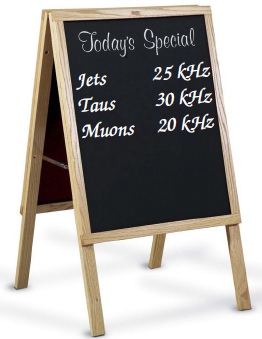 Today's Special
Jets 25 kHz
Taus 30 kHz
Muons 20 kHz